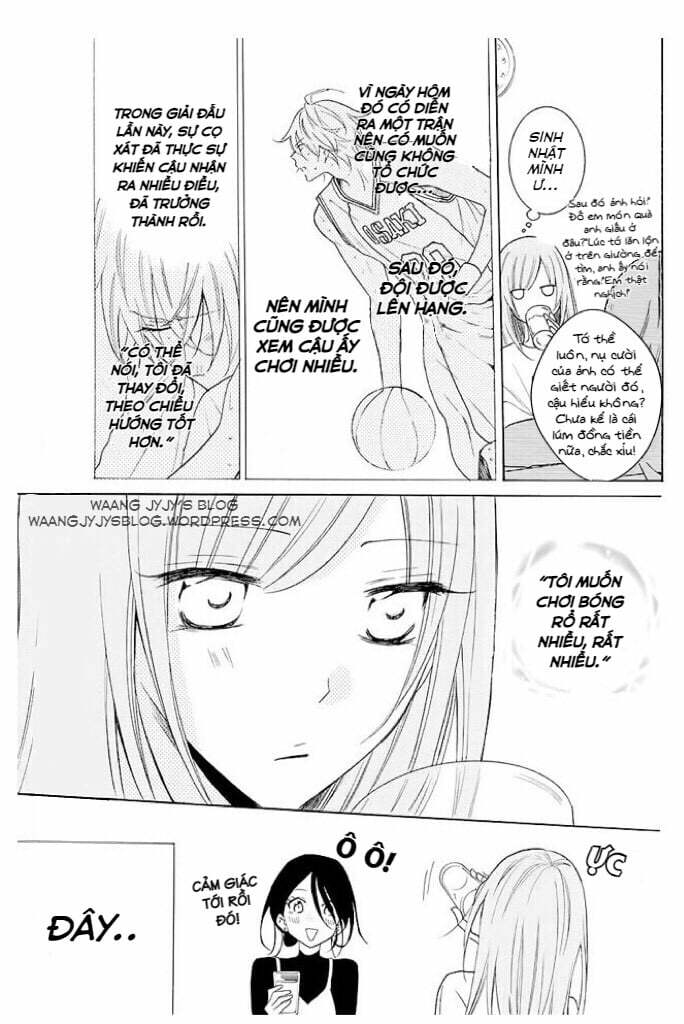 SINH
NHẬT
MÌNH
Ư...
Sau đó ảnh hỏi:"
Đồ em món quà
anh giấu ở
đâu?"Lúc tớ lăn lộn
ở trên giường để
tìm, anh ấy nói
rằng:"Em thật
nghịch!"
Tớ thề
luôn, nụ cười
của ảnh có thể
giết người đó,
cậu hiểu không?
Chưa kể là cái
lúm đồng tiền
nữa, chắc xỉu!
VÌ NGÀY HÔM
ĐÓ CÓ DIỄN
RA MỘT TRẬN
NÊN CÓ MUỐN
CŨNG KHÔNG
TỔ CHỨC
ĐƯỢC...
ASAKI
SAU ĐÓ,
ĐỘI ĐƯỢC
LÊN HẠNG.
NÊN MÌNH
CŨNG ĐƯỢC
XEM CẬU ẤY
CHƠI NHIỀU.
TRONG GIẢI ĐẤU
LẦN NÀY, SỰ CỌ
XÁT ĐÃ THỰC SỰ
KHIẾN CẬU NHẬN
RA NHIỀU ĐIỀU,
ĐÃ TRƯỞNG
THÀNH RỒI.
"CÓ THỂ
NÓI, TÔI ĐÃ
THAY ĐỔI,
THEO CHIỀU
HƯỚNG TỐT
HƠN."
WAANG JYJY'S BLOG
WAANGJYJYSBLOG.WORDPRESS.COM
"TÔI MUỐN
CHƠI BÓNG
RỔ RẤT
NHIỀU, RẤT
NHIỀU."
ỰC
Ô Ô!
CẢM GIÁC
TỚI RỒI
ĐÓ!
ĐÂY..